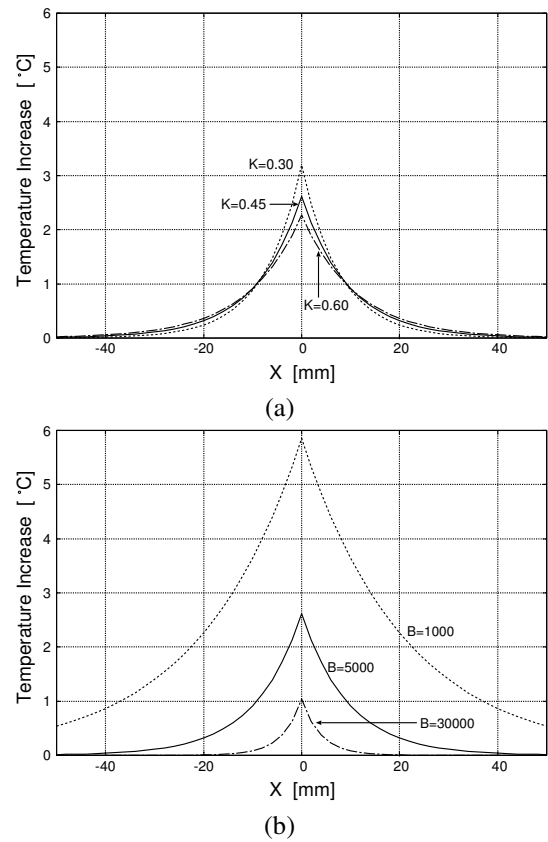 6
5
4
3
2
1
0
Temperature Increase [ °C]
K=0.30
K=0.45
K=0.60
-40 -20 0 20 40
X [mm]
(a)
6
5
4
3
2
1
0
Temperature Increase [ °C]
B=1000
B=5000
B=30000
-40 -20 0 20 40
X [mm]
(b)